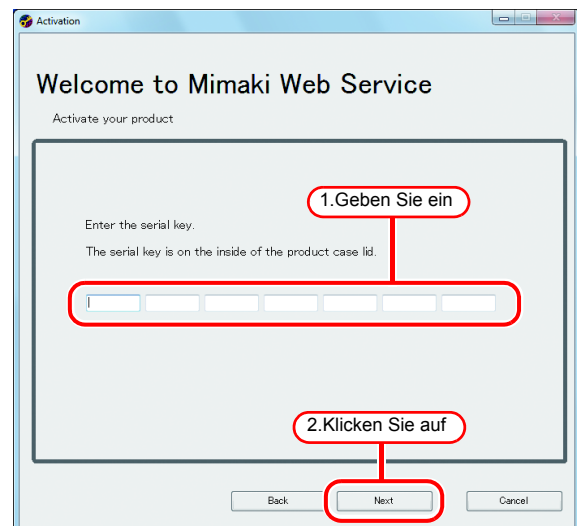 Activation
Welcome to Mimaki Web Service
Activate your product
1.Geben Sie ein
Enter the serial key.
The serial key is on the inside of the product case lid.
2.Klicken Sie auf
Back Next Cancel